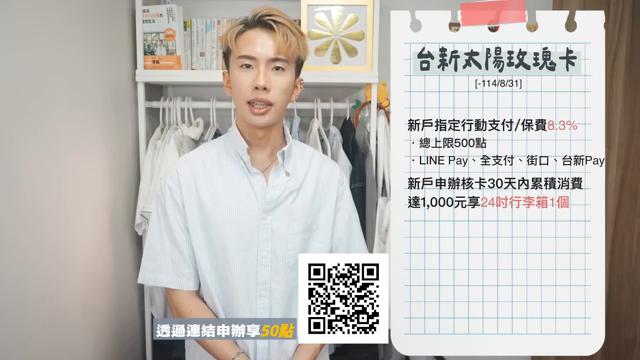 台新太陽玫瑰卡
[-114/8/31]
新戶指定行動支付/保費8.3%
·總上限500點
·LINE Pay、全支付、街口、台新Pay
新戶申辦核卡30天內累積消費
達1,000元享24吋行李箱1個
透過連結申辦享50點